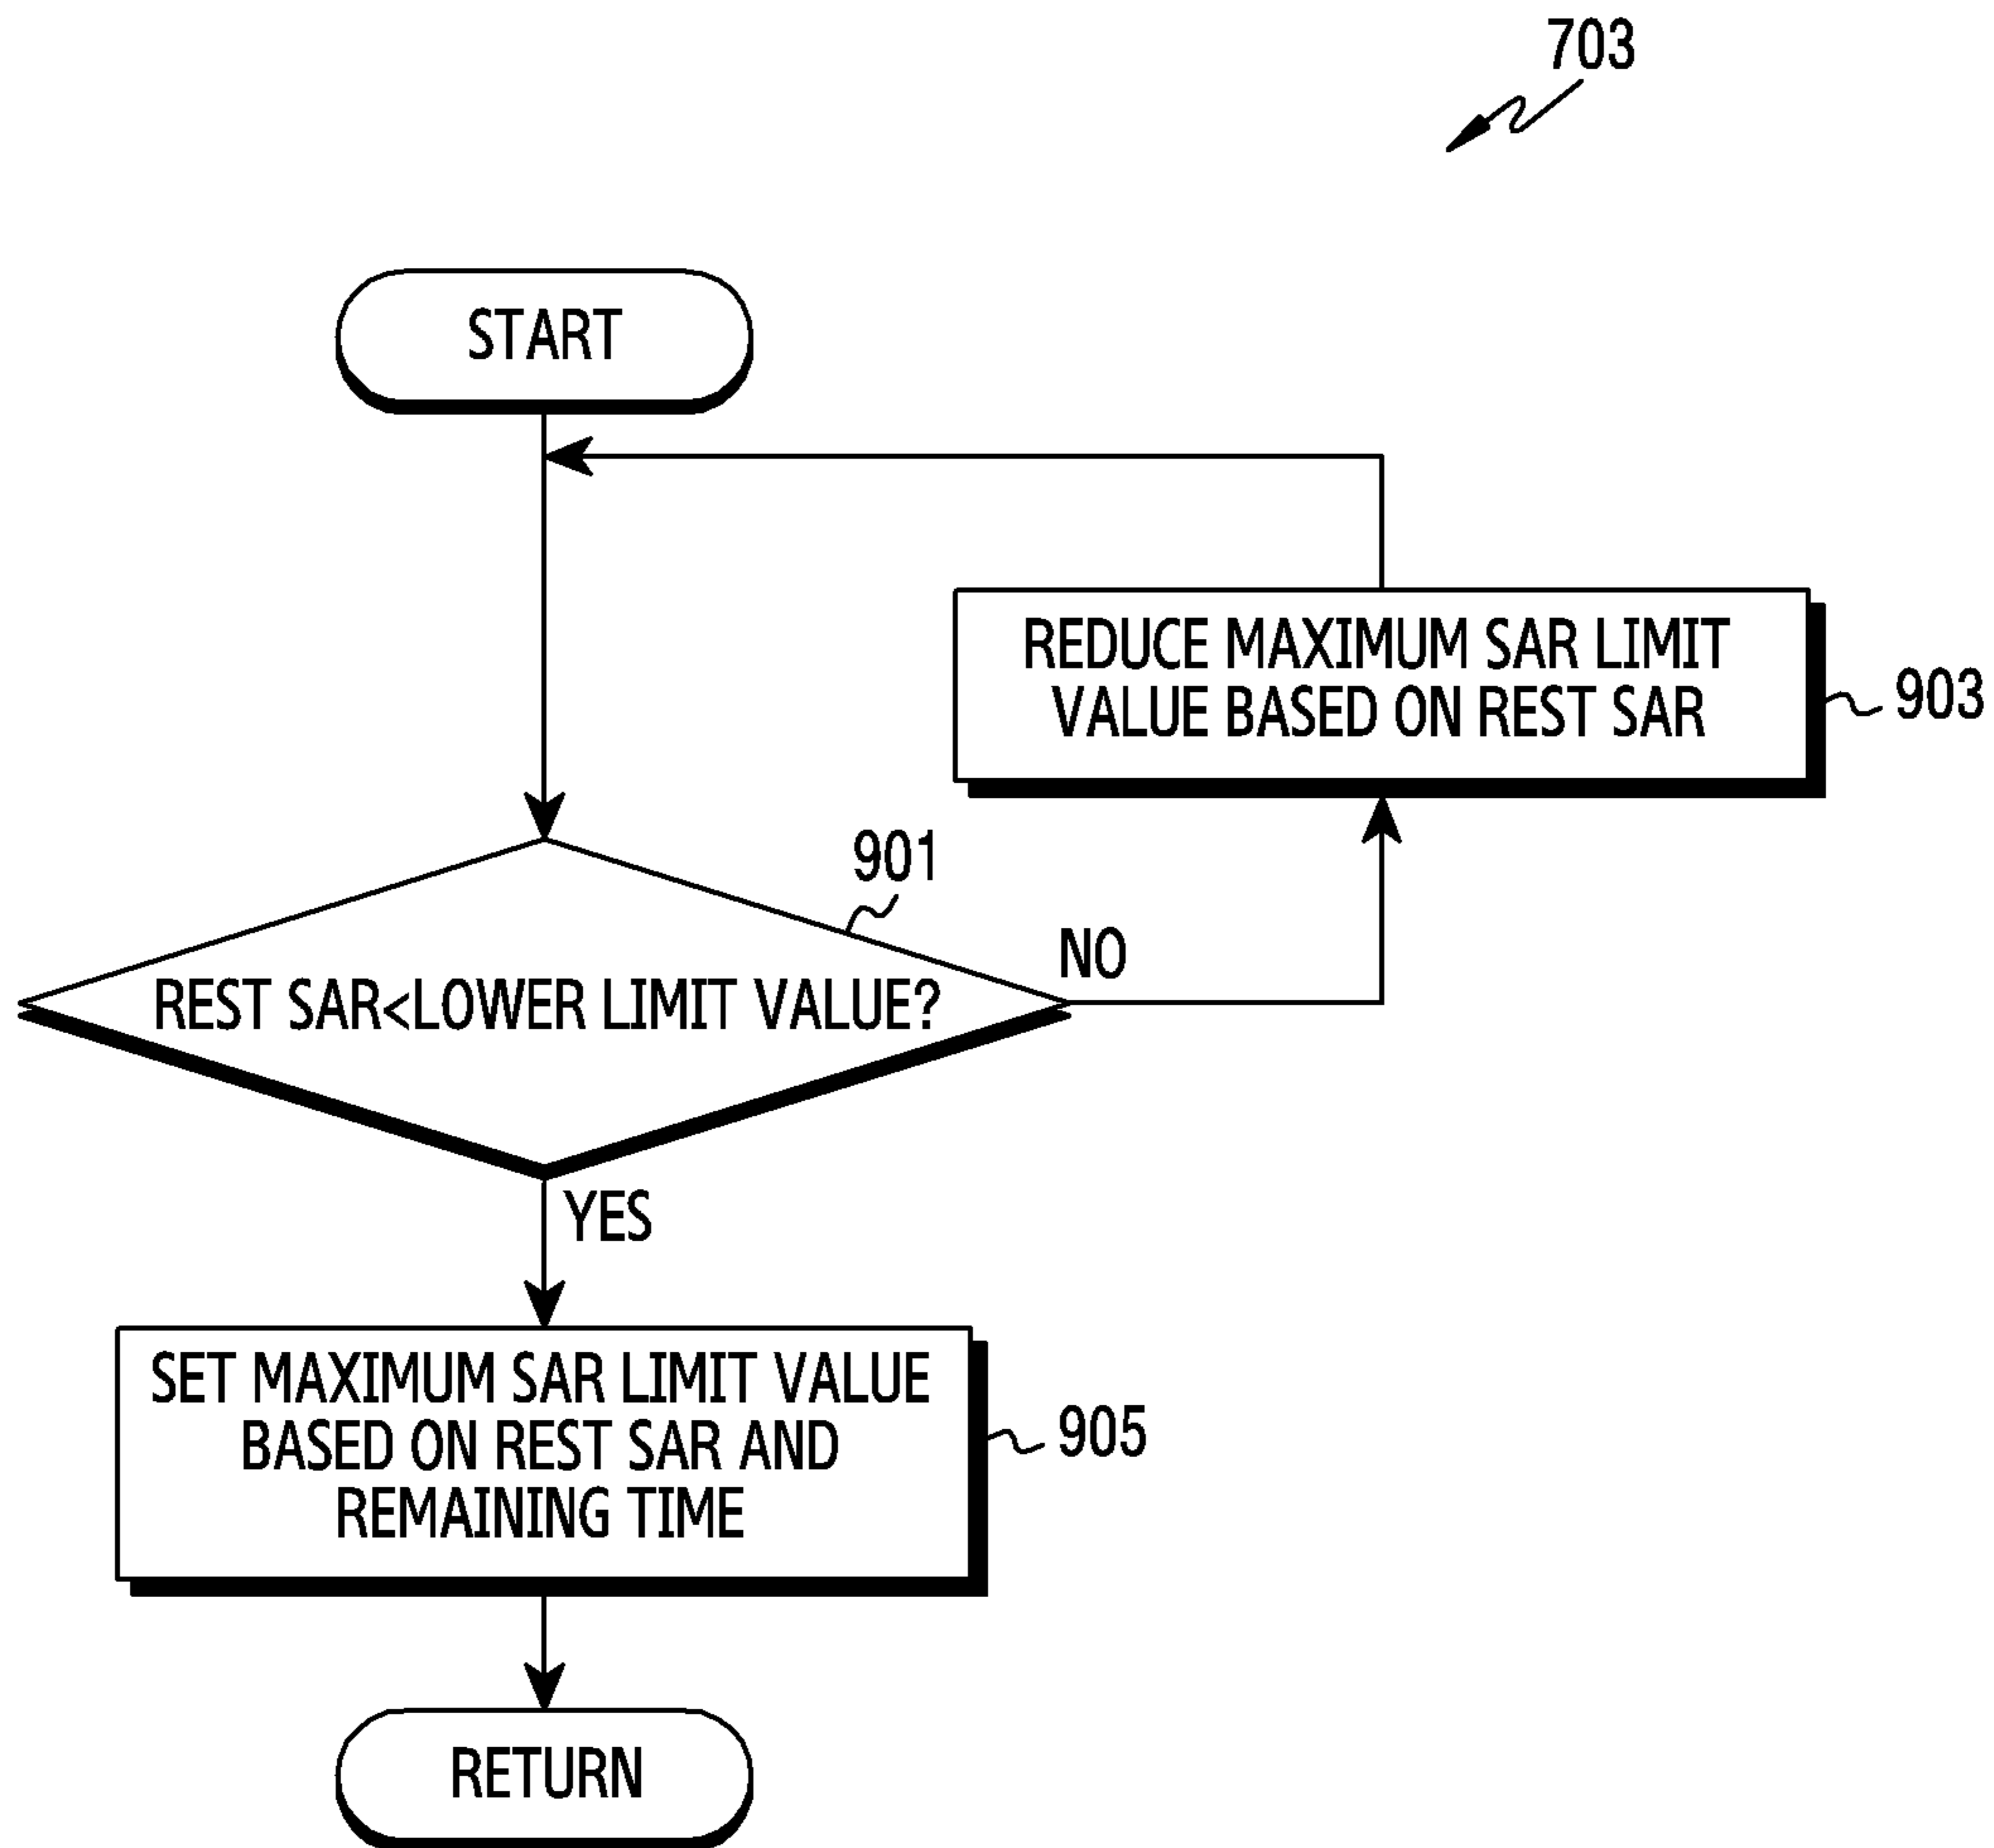 703
START
REDUCE MAXIMUM SAR LIMIT
VALUE BASED ON REST SAR
903
901
NO
REST SAR<LOWER LIMIT VALUE?
YES
SET MAXIMUM SAR LIMIT VALUE
BASED ON REST SAR AND
REMAINING TIME
905
RETURN